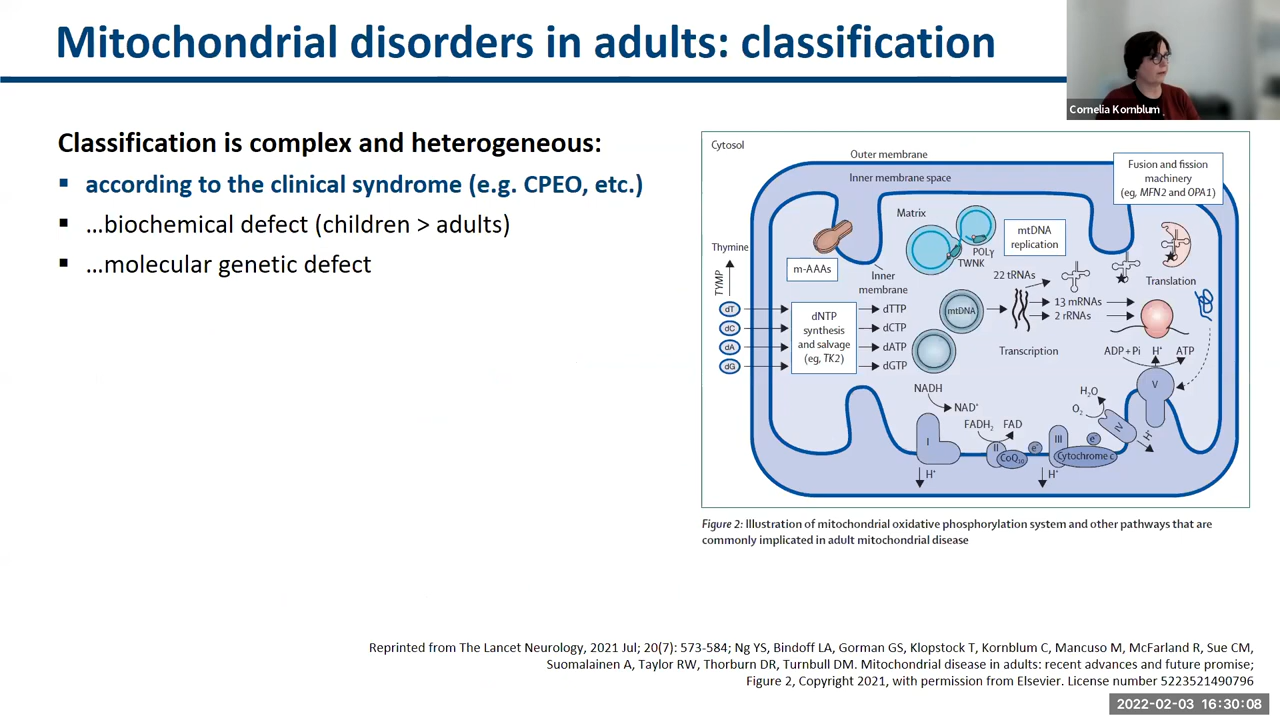 Mitochondrial disorders in adults: classification
Cornelia Kornblum
Classification is complex and heterogeneous:
according to the clinical syndrome (e.g. CPEO, etc.)
…biochemical defect (children > adults)
…molecular genetic defect
Cytosol
Outer membrane
Inner membrane space
Fusion and fission
machinery
(eg, MFN2 and OPA1)
Matrix
mtDNA
replication
POLγ
TWNK
Thymine
TYMP
m-AAAs
Inner
membrane
22 tRNAs
Translation
dT
dC
dA
dG
dNTP
synthesis
and salvage
(eg, TK2)
dTTP
dCTP
dATP
dGTP
mtDNA
13 mRNAs
2 rRNAs
Transcription
ADP+Pi
H⁺
ATP
NADH
NAD⁺
FADH₂
FAD
H₂O
O₂
I
II
CoQ₁₀
e⁻
III
e⁻
Cytochrome c
IV
V
H⁺
H⁺
H⁺
Figure 2: Illustration of mitochondrial oxidative phosphorylation system and other pathways that are
commonly implicated in adult mitochondrial disease
Reprinted from The Lancet Neurology, 2021 Jul; 20(7): 573-584; Ng YS, Bindoff LA, Gorman GS, Klopstock T, Kornblum C, Mancuso M, McFarland R, Sue CM,
Suomalainen A, Taylor RW, Thorburn DR, Turnbull DM. Mitochondrial disease in adults: recent advances and future promise;
Figure 2, Copyright 2021, with permission from Elsevier. License number 5223521490796
2022-02-03 16:30:08